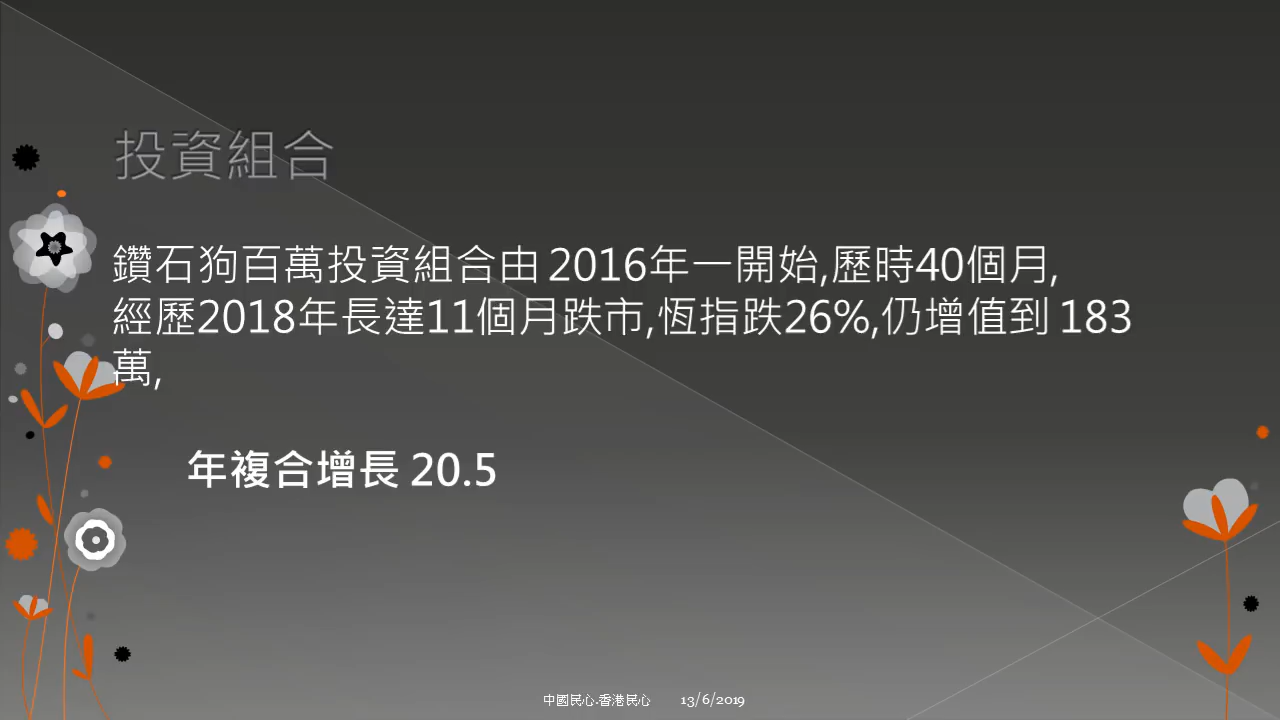 投資組合
鑽石狗百萬投資組合由 2016年一開始,歷時40個月,
經歷2018年長達11個月跌市,恆指跌26%,仍增值到 183
萬,
年複合增長 20.5
中國民心.香港民心 13/6/2019